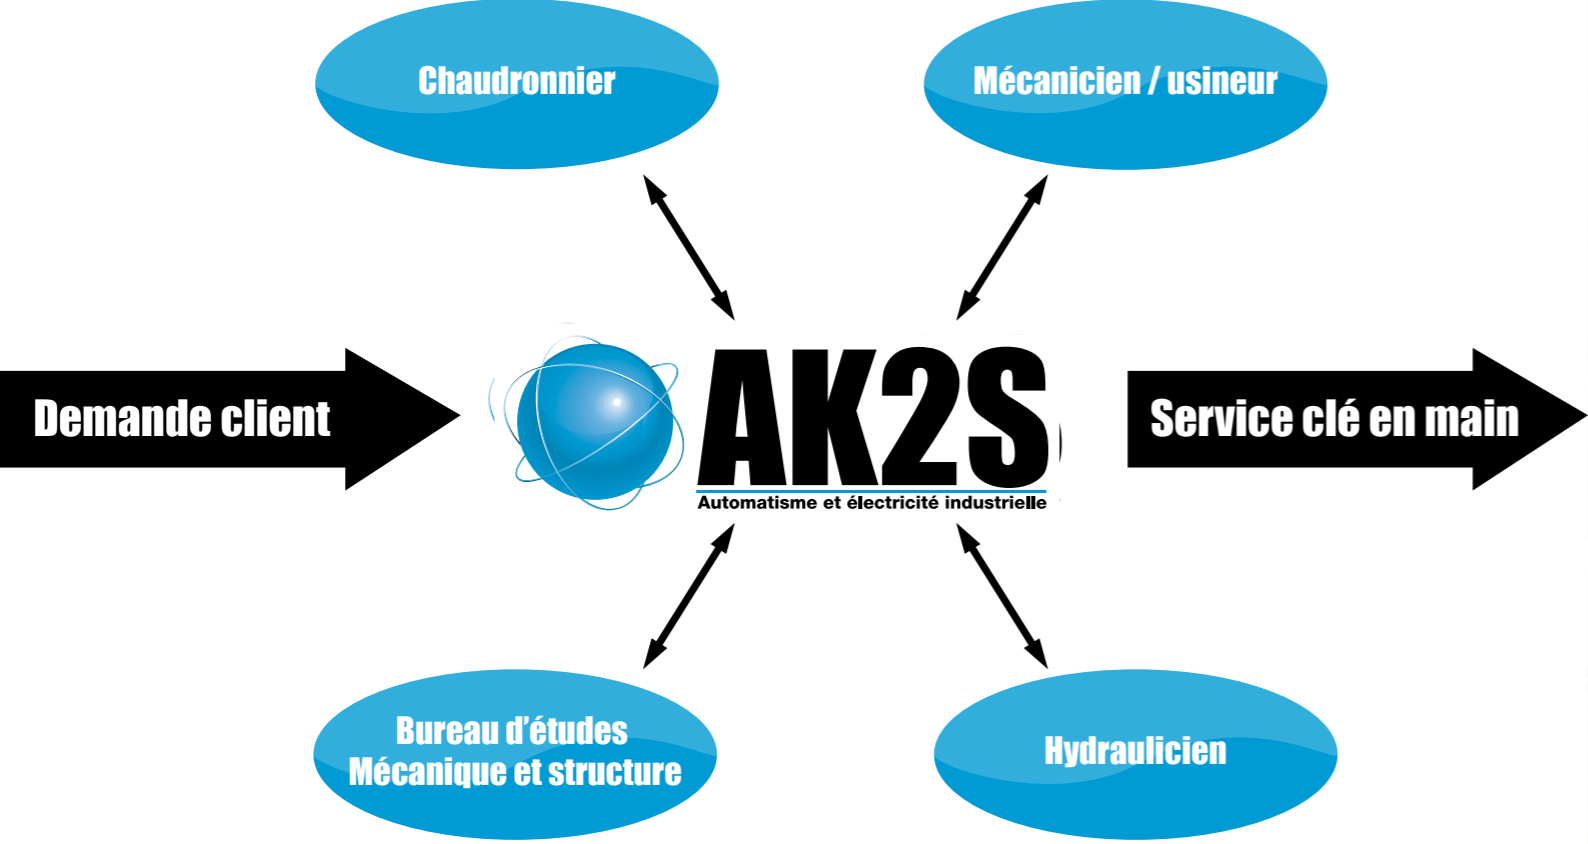 Chaudronnier
Mécanicien / usineur
Demande client
AK2S
Automatisme et électricité industrielle
Service clé en main
Bureau d'études
Mécanique et structure
Hydraulicien